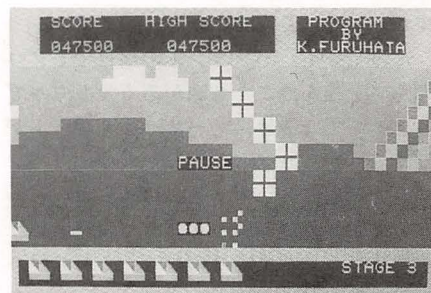 SCORE HIGH SCORE
047500 047500
PROGRAM
BY
K.FURUHATA
PAUSE
STAGE 3